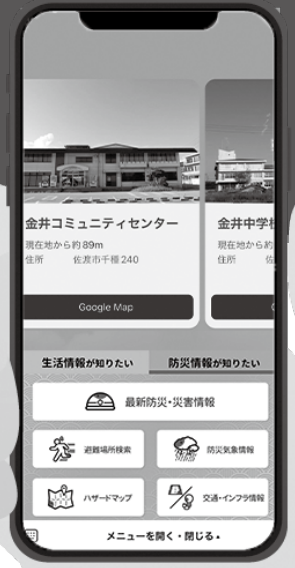 金井コミュニティセンター
現在地から約89m
住所 佐渡市千種240
Google Map
金井中学校
現在地から約
住所 佐
生活情報が知りたい
防災情報が知りたい
最新防災・災害情報
避難場所検索
防災気象情報
ハザードマップ
交通・インフラ情報
メニューを開く・閉じる